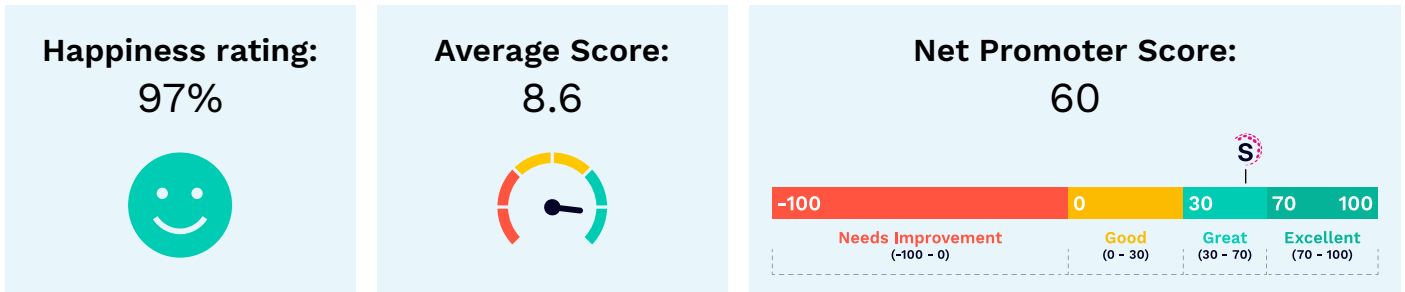 Happiness rating:
97%
Average Score:
8.6
Net Promoter Score:
60
S
-100 0 30 70 100
Needs Improvement Good Great Excellent
(-100 - 0) (0 - 30) (30 - 70) (70 - 100)